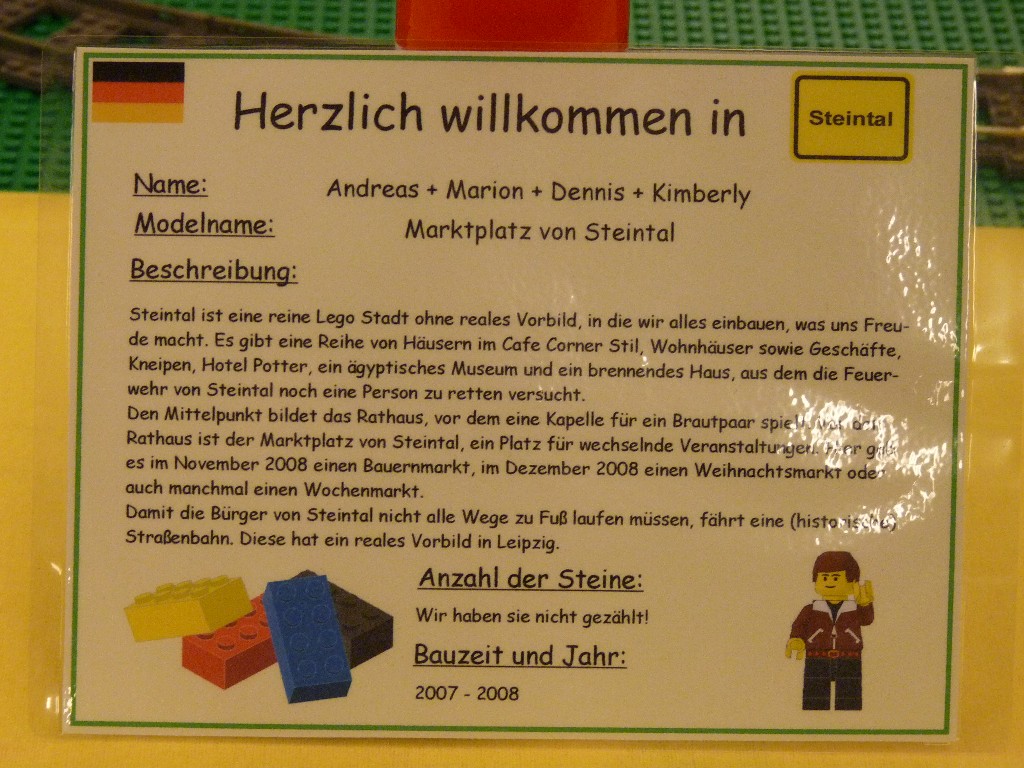 Herzlich willkommen in
Steintal
Name: Andreas + Marion + Dennis + Kimberly
Modelname: Marktplatz von Steintal
Beschreibung:
Steintal ist eine reine Lego Stadt ohne reales Vorbild, in die wir alles einbauen, was uns Freu-
de macht. Es gibt eine Reihe von Häusern im Cafe Corner Stil, Wohnhäuser sowie Geschäfte,
Kneipen, Hotel Potter, ein ägyptisches Museum und ein brennendes Haus, aus dem die Feuer-
wehr von Steintal noch eine Person zu retten versucht.
Den Mittelpunkt bildet das Rathaus, vor dem eine Kapelle für ein Brautpaar spielt.
Rathaus ist der Marktplatz von Steintal, ein Platz für wechselnde Veranstaltungen. Hier
es im November 2008 einen Bauernmarkt, im Dezember 2008 einen Weihnachtsmarkt oder
auch manchmal einen Wochenmarkt.
Damit die Bürger von Steintal nicht alle Wege zu Fuß laufen müssen, fährt eine (historische)
Straßenbahn. Diese hat ein reales Vorbild in Leipzig.
Anzahl der Steine:
Wir haben sie nicht gezählt!
Bauzeit und Jahr:
2007 - 2008